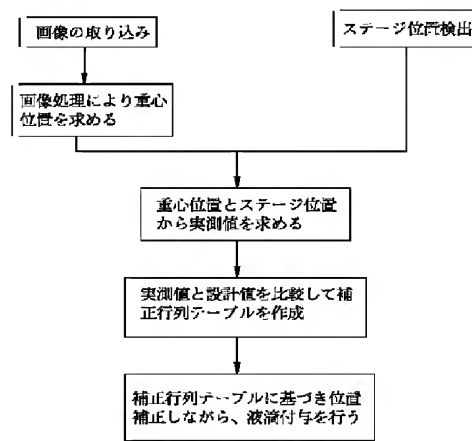 画像の取り込み
ステージ位置検出
画像処理により重心
位置を求める
重心位置とステージ位置
から実測値を求める
実測値と設計値を比較して補
正行列テーブルを作成
補正行列テーブルに基づき位置
補正しながら、液滴付与を行う